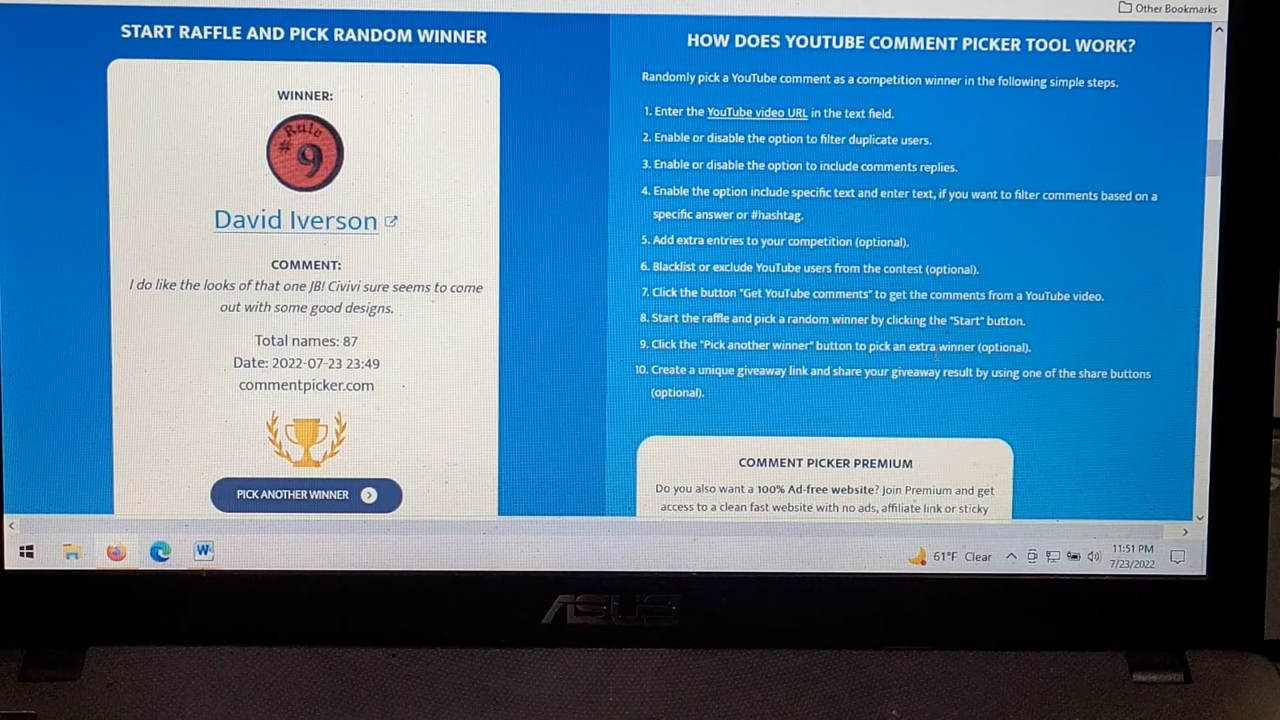 Other Bookmarks
START RAFFLE AND PICK RANDOM WINNER
WINNER:
Rule
#9
David Iverson
COMMENT:
I do like the looks of that one JB! Civivi sure seems to come
out with some good designs.
Total names: 87
Date: 2022-07-23 23:49
commentpicker.com
PICK ANOTHER WINNER
HOW DOES YOUTUBE COMMENT PICKER TOOL WORK?
Randomly pick a YouTube comment as a competition winner in the following simple steps.
1. Enter the YouTube video URL in the text field.
2. Enable or disable the option to filter duplicate users.
3. Enable or disable the option to include comments replies.
4. Enable the option include specific text and enter text, if you want to filter comments based on a
specific answer or #hashtag.
5. Add extra entries to your competition (optional).
6. Blacklist or exclude YouTube users from the contest (optional).
7. Click the button "Get YouTube comments" to get the comments from a YouTube video.
8. Start the raffle and pick a random winner by clicking the "Start" button.
9. Click the "Pick another winner" button to pick an extra winner (optional).
10. Create a unique giveaway link and share your giveaway result by using one of the share buttons
(optional).
COMMENT PICKER PREMIUM
Do you also want a 100% Ad-free website? Join Premium and get
access to a clean fast website with no ads, affiliate link or sticky
W
61°F Clear
11:51 PM
7/23/2022
ASUS